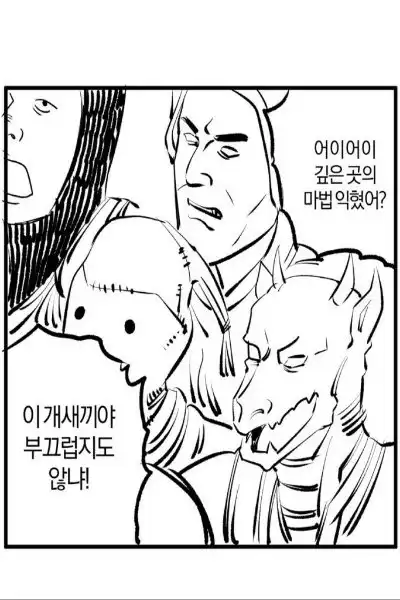 어이어이
깊은 곳의
마법 익혔어?
이 개새끼야
부끄럽지도
않냐!